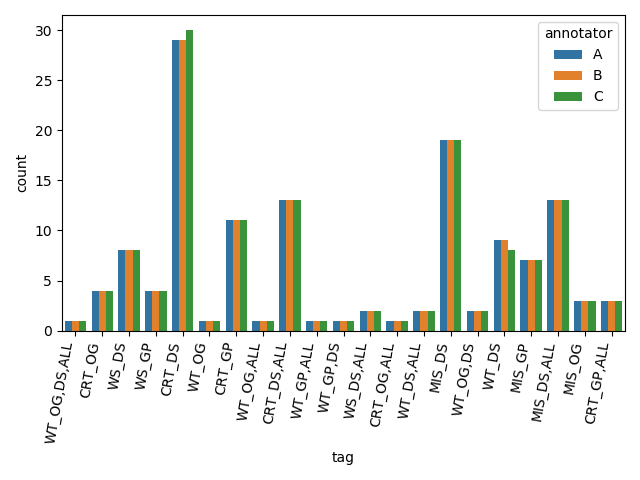 annotator
A
B
C
30
25
20
15
10
5
0
count
WT_OG,DS,ALL
CRT_OG
WS_DS
WS_GP
CRT_DS
WT_OG
CRT_GP
WT_OG,ALL
CRT_DS,ALL
WT_GP,ALL
WT_GP,DS
WS_DS,ALL
CRT_OG,ALL
WT_DS,ALL
MIS_DS
WT_OG,DS
WT_DS
MIS_GP
MIS_DS,ALL
MIS_OG
CRT_GP,ALL
tag